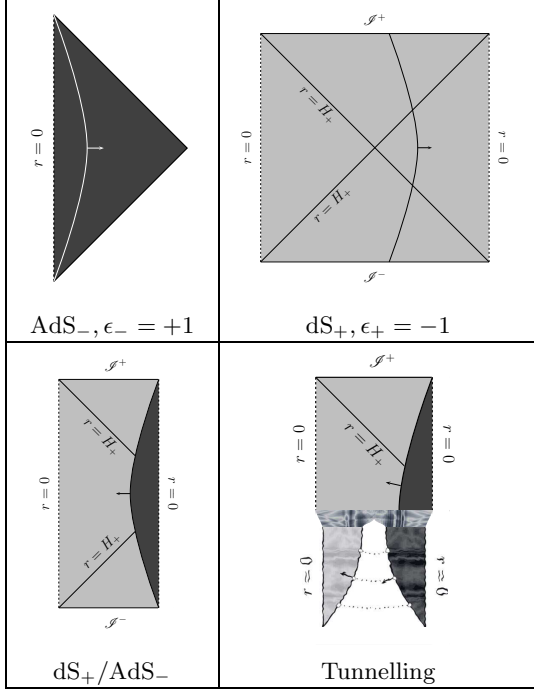 r = 0
AdS₋, ϵ₋ = +1
ℐ⁺
r = 0
r = H₊
r = H₊
r = 0
ℐ⁻
dS₊, ϵ₊ = −1
ℐ⁺
r = 0
r = H₊
r = H₊
r = 0
ℐ⁻
dS₊/AdS₋
ℐ⁺
r = 0
r = H₊
r = 0
r ≈ 0
r ≈ 0
Tunnelling